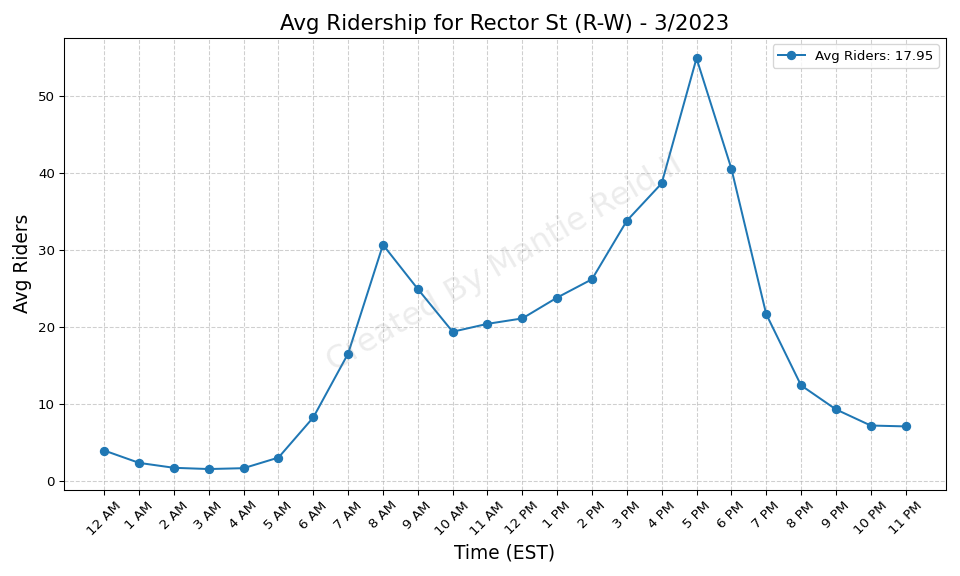 Avg Ridership for Rector St (R-W) - 3/2023
Avg Riders: 17.95
Avg Riders
50
40
30
20
10
0
Created By Mantie Reid II
12 AM
1 AM
2 AM
3 AM
4 AM
5 AM
6 AM
7 AM
8 AM
9 AM
10 AM
11 AM
12 PM
1 PM
2 PM
3 PM
4 PM
5 PM
6 PM
7 PM
8 PM
9 PM
10 PM
11 PM
Time (EST)